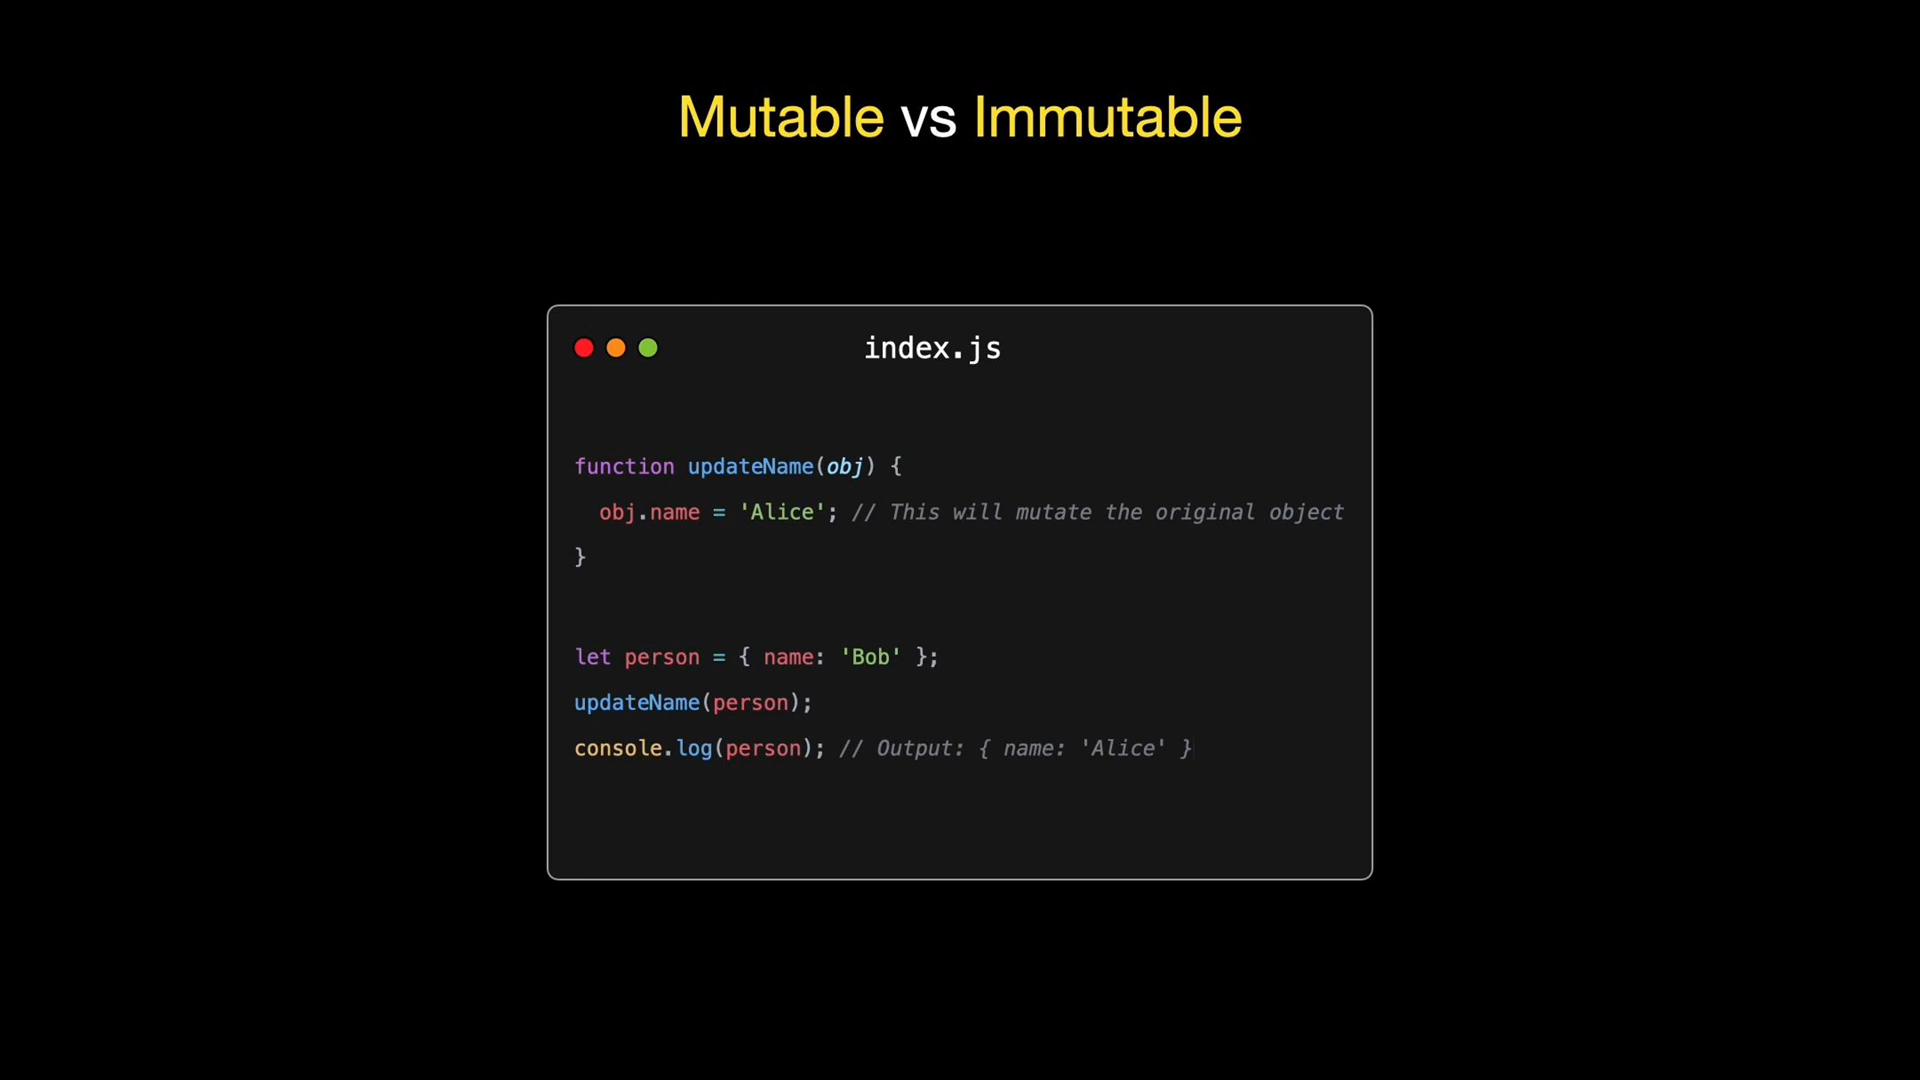 Mutable vs Immutable
index.js
function updateName(obj) {
  obj.name = 'Alice'; // This will mutate the original object
}
let person = { name: 'Bob' };
updateName(person);
console.log(person); // Output: { name: 'Alice' }